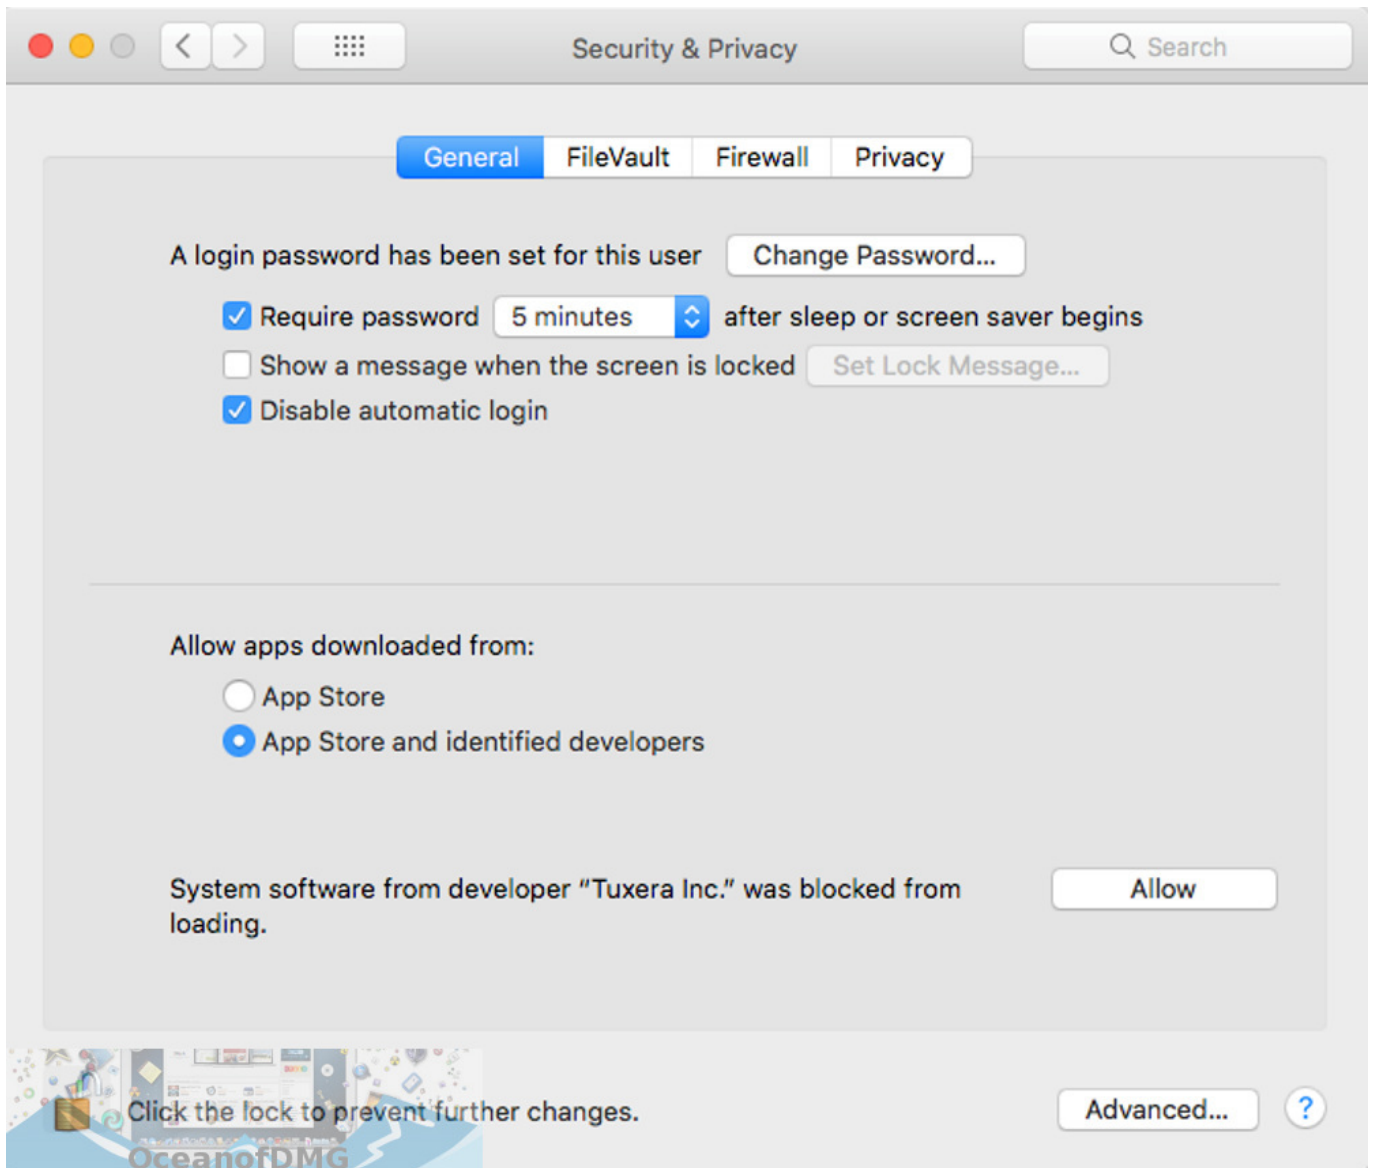 Security & Privacy
Search
General FileVault Firewall Privacy
A login password has been set for this user Change Password...
Require password 5 minutes after sleep or screen saver begins
Show a message when the screen is locked Set Lock Message...
Disable automatic login
Allow apps downloaded from:
App Store
App Store and identified developers
System software from developer “Tuxera Inc.” was blocked from Allow
loading.
Click the lock to prevent further changes. Advanced... ?
OceanofDMG